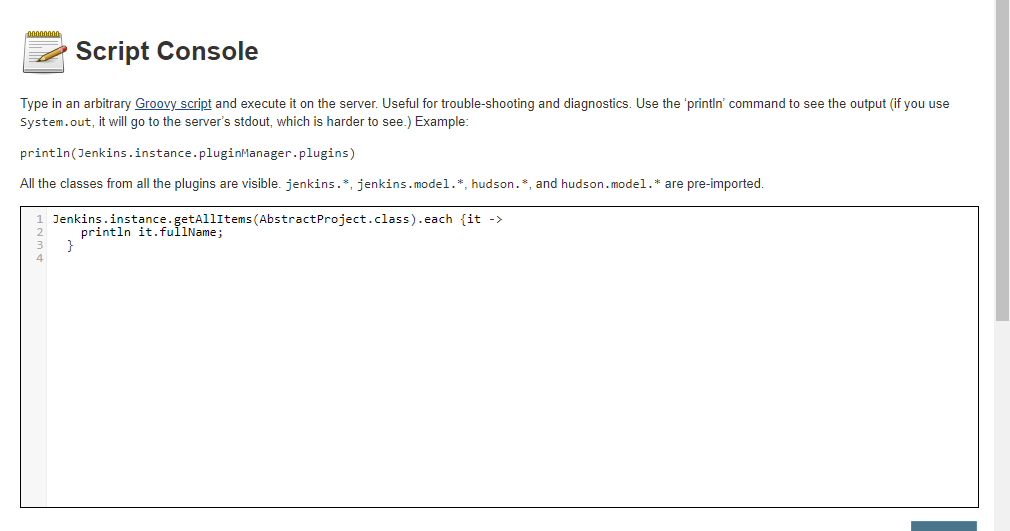 Script Console
Type in an arbitrary Groovy script and execute it on the server. Useful for trouble-shooting and diagnostics. Use the 'println' command to see the output (if you use
System.out, it will go to the server's stdout, which is harder to see.) Example:
println(Jenkins.instance.pluginManager.plugins)
All the classes from all the plugins are visible. jenkins.*, jenkins.model.*, hudson.*, and hudson.model.* are pre-imported.
1 Jenkins.instance.getAllItems(AbstractProject.class).each {it ->
2     println it.fullName;
3   }
4